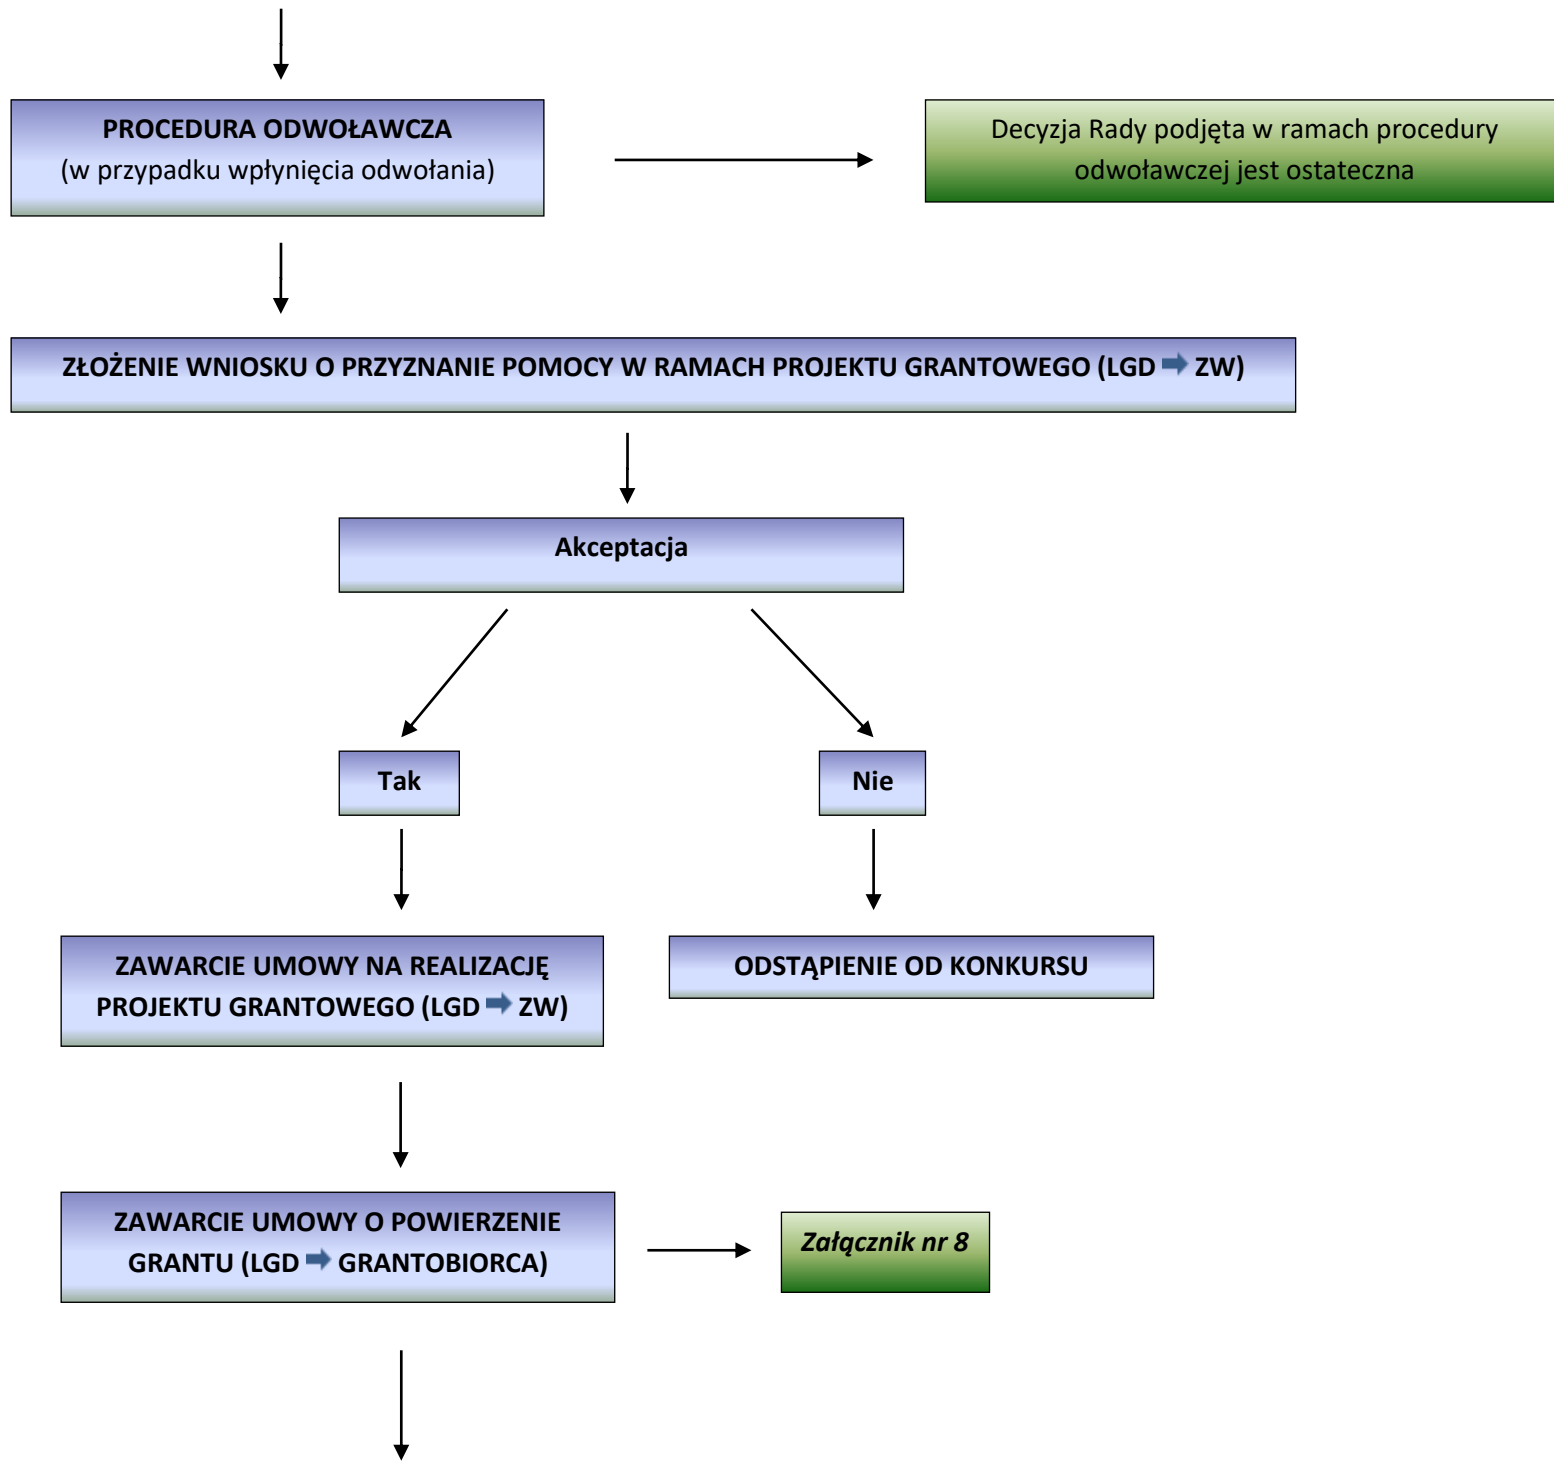 PROCEDURA ODWOŁAWCZA
(w przypadku wpłynięcia odwołania)
Decyzja Rady podjęta w ramach procedury
odwoławczej jest ostateczna
ZŁOŻENIE WNIOSKU O PRZYZNANIE POMOCY W RAMACH PROJEKTU GRANTOWEGO (LGD ➡ ZW)
Akceptacja
Tak
Nie
ZAWARCIE UMOWY NA REALIZACJĘ
PROJEKTU GRANTOWEGO (LGD ➡ ZW)
ODSTĄPIENIE OD KONKURSU
ZAWARCIE UMOWY O POWIERZENIE
GRANTU (LGD ➡ GRANTOBIORCA)
Załącznik nr 8